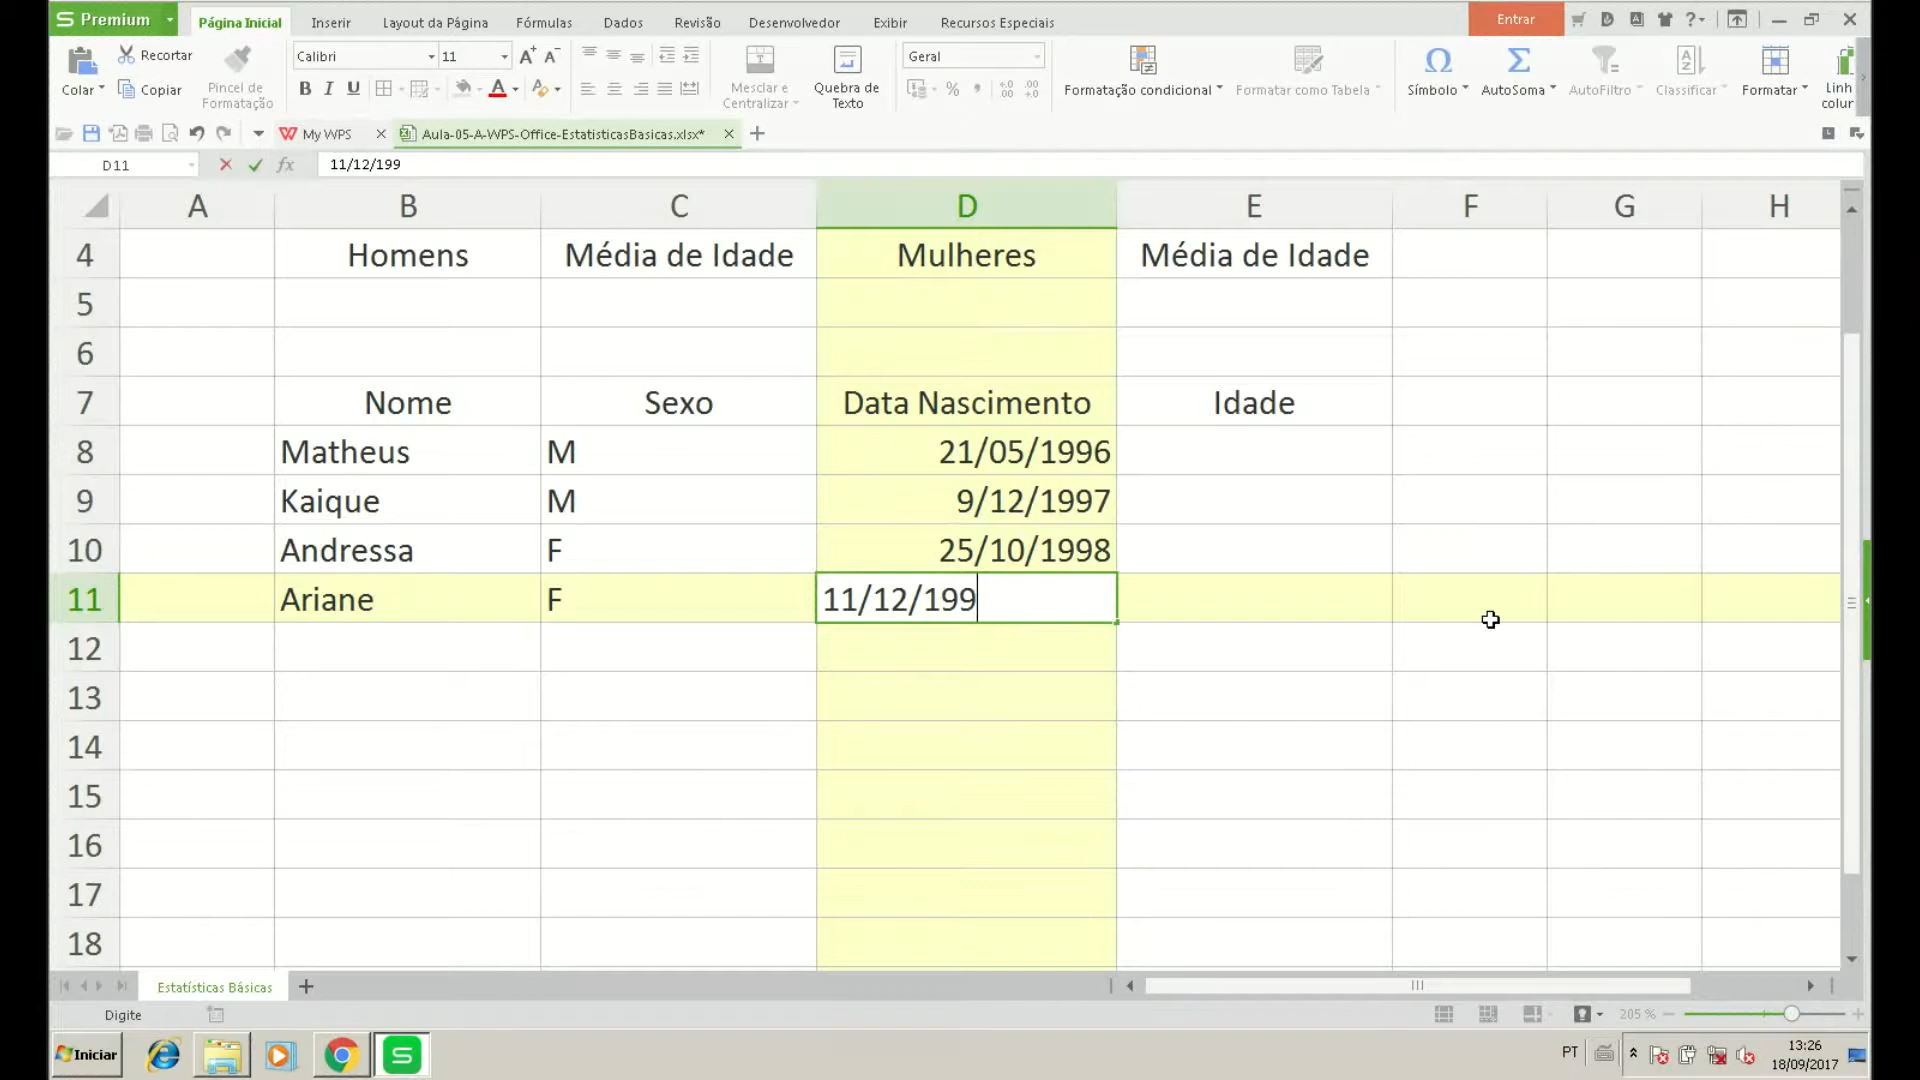 Premium Página Inicial Inserir Layout da Página Fórmulas Dados Revisão Desenvolvedor Exibir Recursos Especiais Entrar
Colar Recortar Copiar Pincel de Formatação Calibri 11 Mesclar e Centralizar Quebra de Texto Geral Formatação condicional Formatar como Tabela Símbolo AutoSoma AutoFiltro Classificar Formatar Linh colur
My WPS Aula-05-A-WPS-Office-EstatisticasBasicas.xlsx*
D11 fx 11/12/199
A B C D E F G H
4 Homens Média de Idade Mulheres Média de Idade
5
6
7 Nome Sexo Data Nascimento Idade
8 Matheus M 21/05/1996
9 Kaique M 9/12/1997
10 Andressa F 25/10/1998
11 Ariane F 11/12/199
12
13
14
15
16
17
18
Estatísticas Básicas
Digite 205 %
Iniciar PT 13:26
18/09/2017